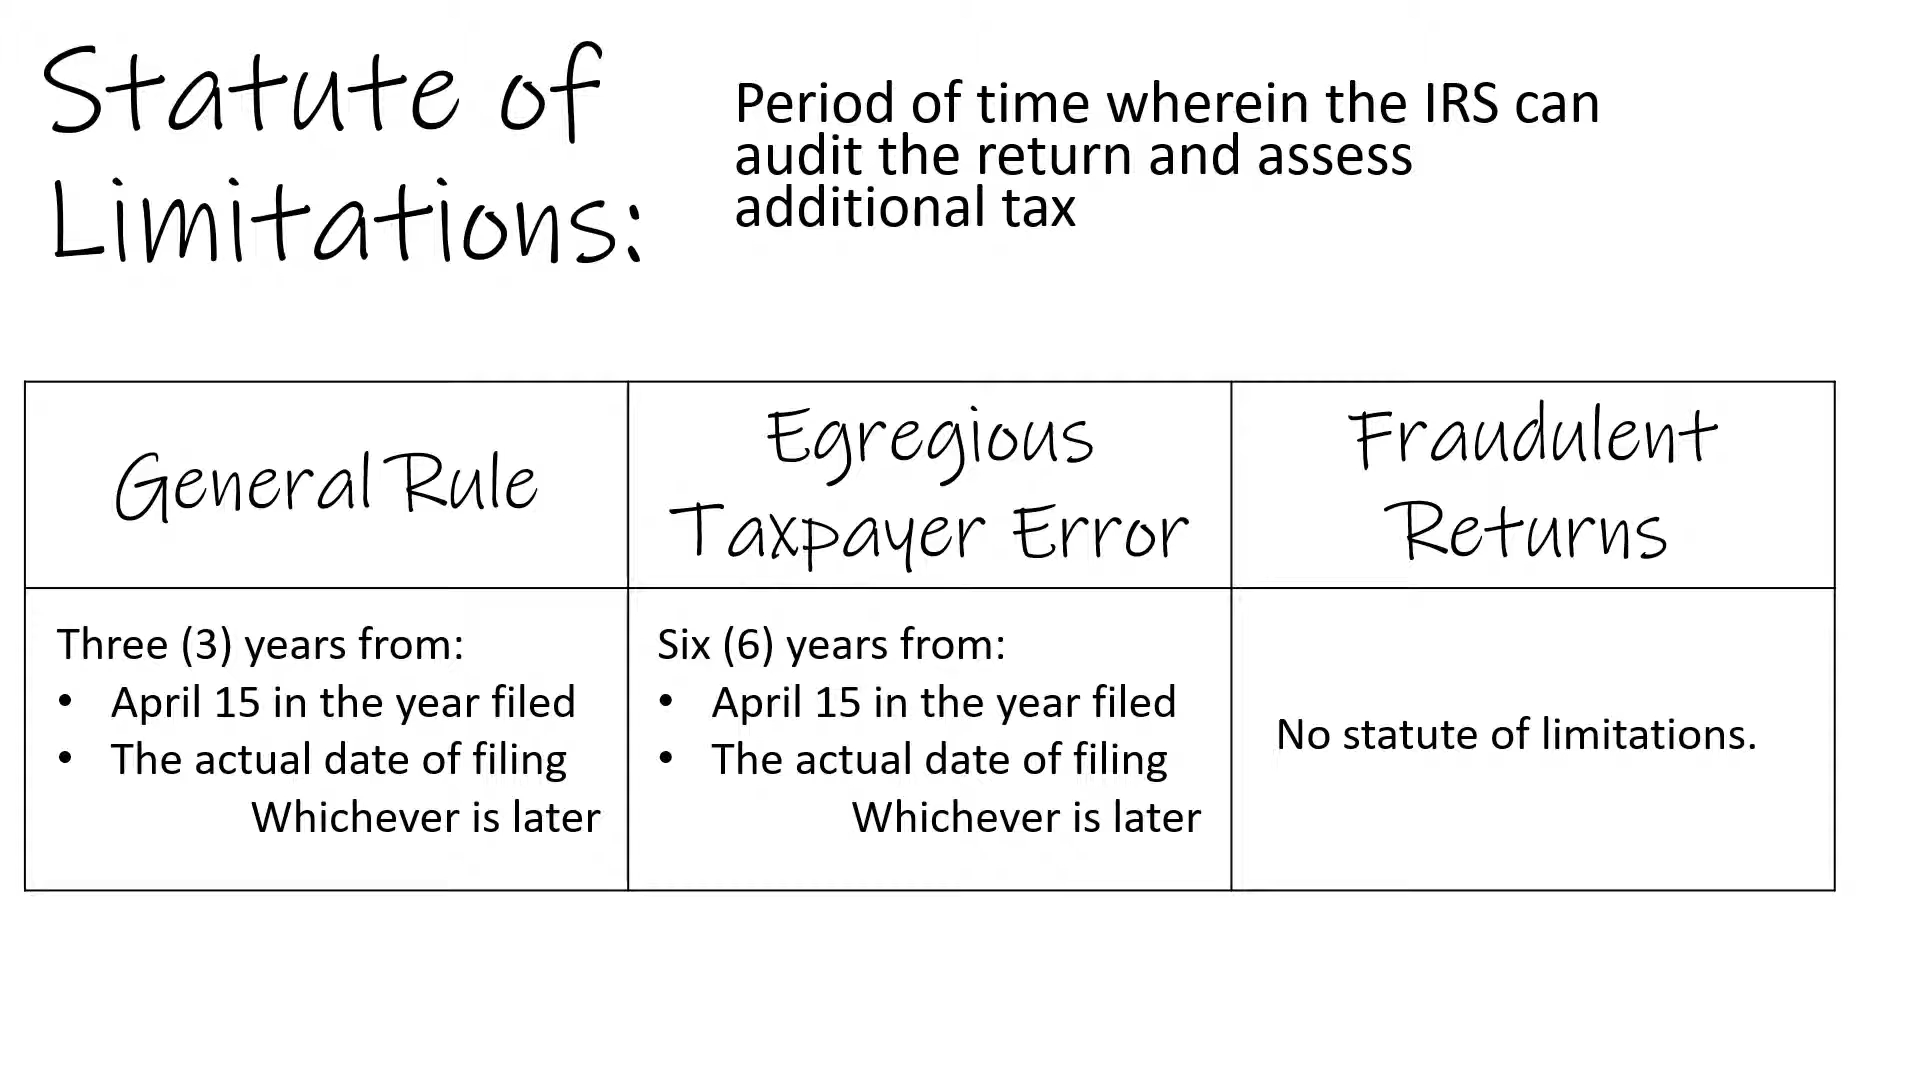 Statute of
Limitations:
Period of time wherein the IRS can
audit the return and assess
additional tax
General Rule
Egregious
Taxpayer Error
Fraudulent
Returns
Three (3) years from:
• April 15 in the year filed
• The actual date of filing
Whichever is later
Six (6) years from:
• April 15 in the year filed
• The actual date of filing
Whichever is later
No statute of limitations.